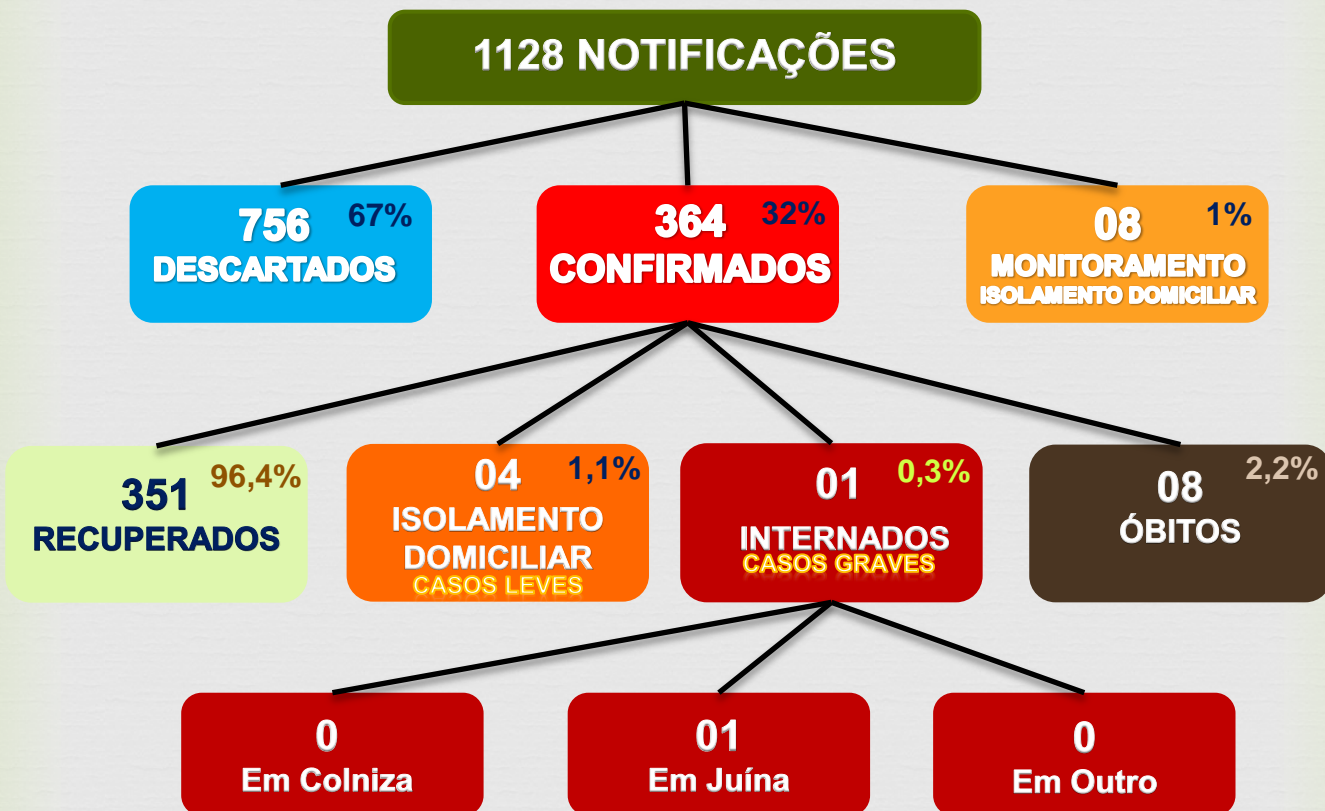 1128 NOTIFICAÇÕES
756 67%
DESCARTADOS
364 32%
CONFIRMADOS
08 1%
MONITORAMENTO
ISOLAMENTO DOMICILIAR
351 96,4%
RECUPERADOS
04 1,1%
ISOLAMENTO
DOMICILIAR
CASOS LEVES
01 0,3%
INTERNADOS
CASOS GRAVES
08 2,2%
ÓBITOS
0
Em Colniza
01
Em Juína
0
Em Outro